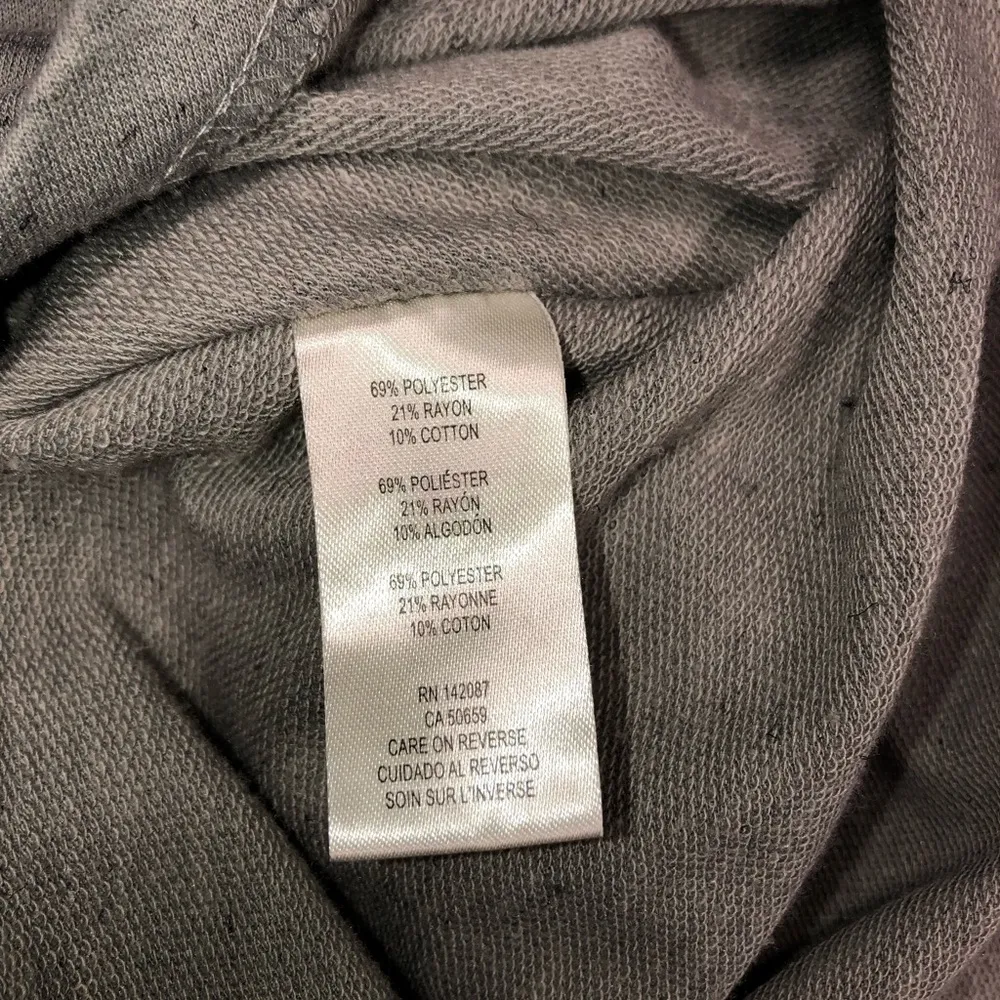 69% POLYESTER
21% RAYON
10% COTTON
69% POLIÉSTER
21% RAYÓN
10% ALGODÓN
69% POLYESTER
21% RAYONNE
10% COTON
RN 142087
CA 50659
CARE ON REVERSE
CUIDADO AL REVERSO
SOIN SUR L'INVERSE